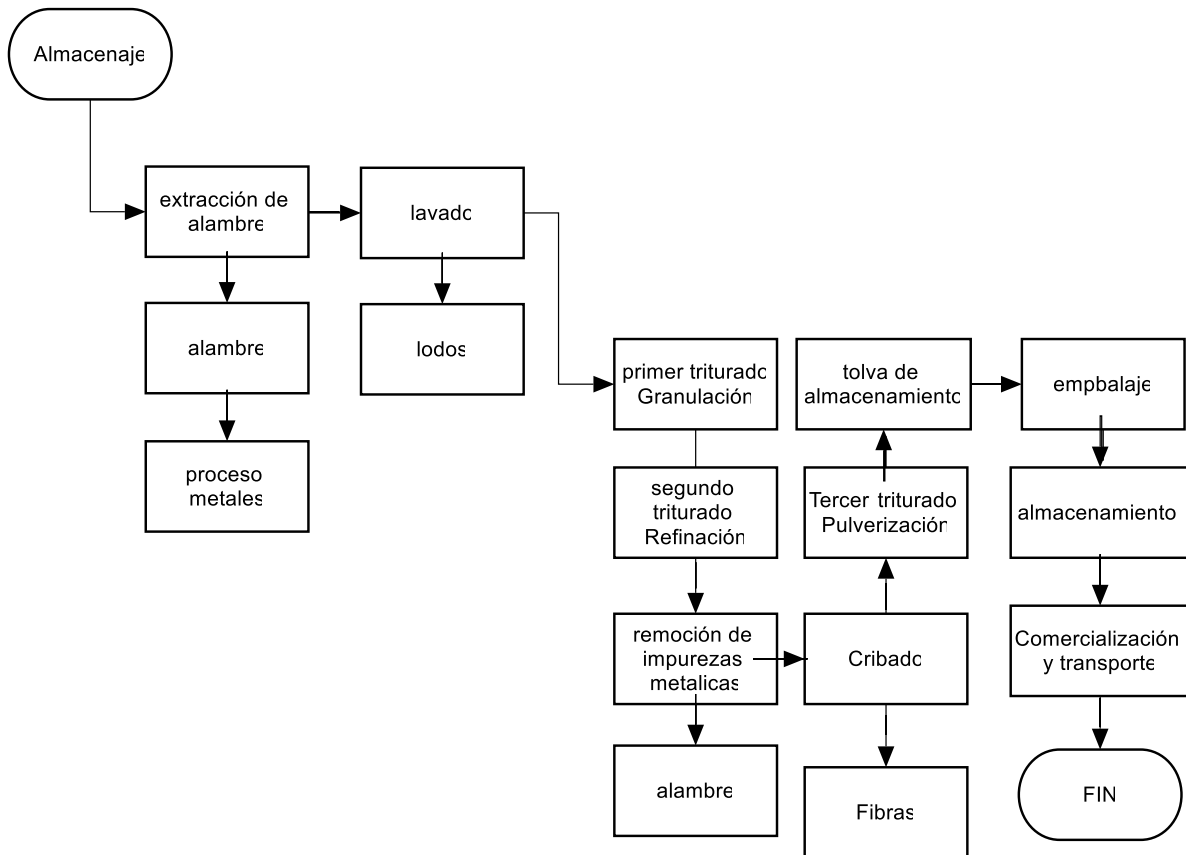 Almacenaje
extracción de
alambre
lavado
alambre
lodos
proceso
metales
primer triturado
Granulación
tolva de
almacenamiento
empbalaje
segundo
triturado
Refinación
Tercer triturado
Pulverización
almacenamiento
remoción de
impurezas
metalicas
Cribado
Comercialización
y transporte
alambre
Fibras
FIN